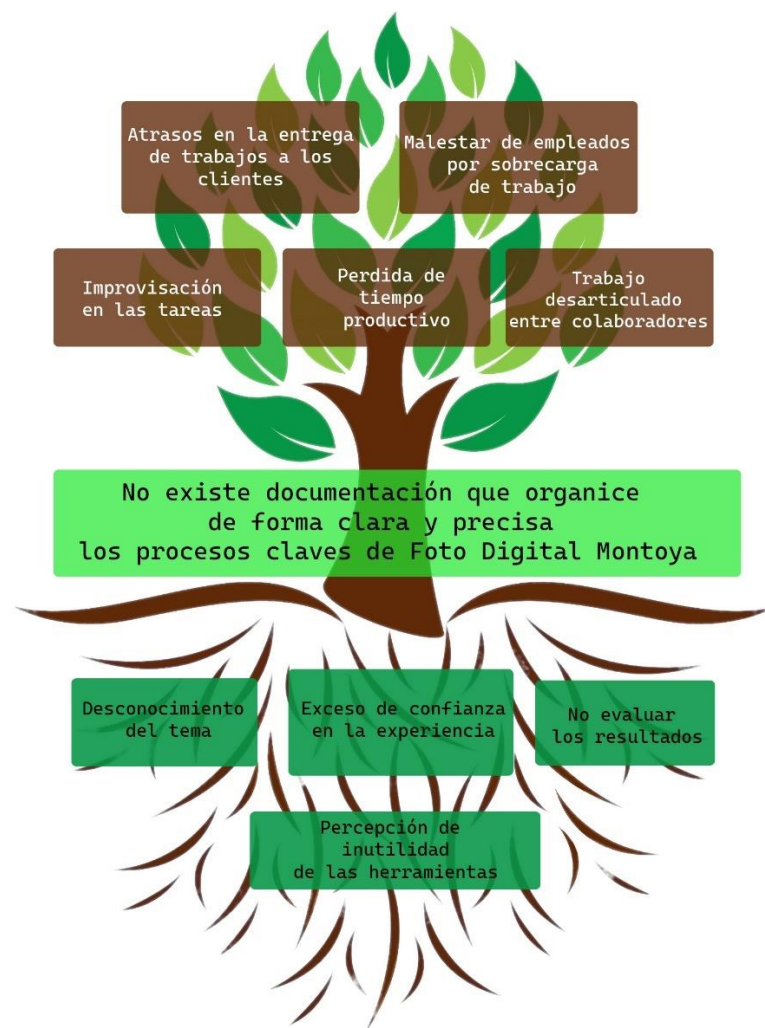 Atrasos en la entrega
de trabajos a los
clientes
Malestar de empleados
por sobrecarga
de trabajo
Improvisación
en las tareas
Perdida de
tiempo
productivo
Trabajo
desarticulado
entre colaboradores
No existe documentación que organice
de forma clara y precisa
los procesos claves de Foto Digital Montoya
Desconocimiento
del tema
Exceso de confianza
en la experiencia
No evaluar
los resultados
Percepción de
inutilidad
de las herramientas